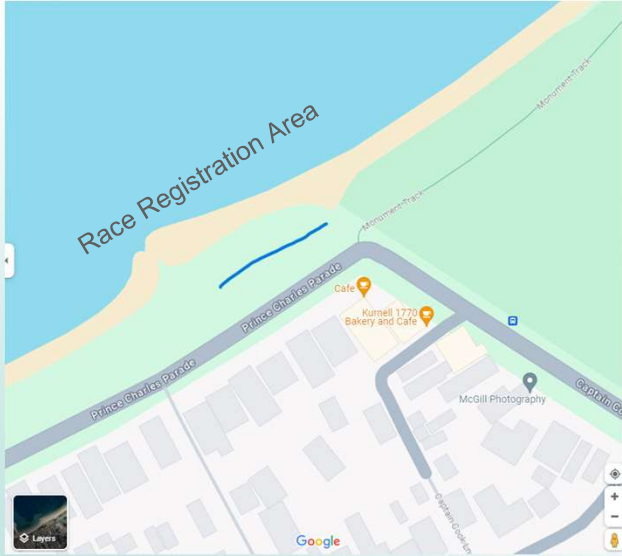 Race Registration Area
Monument-Track
Monument-Track
Prince Charles Parade
Cafe
Kurnell 1770
Bakery and Cafe
Prince Charles Parade
McGill Photography
Captain Co
Captain Cook Ln
Layers
Google